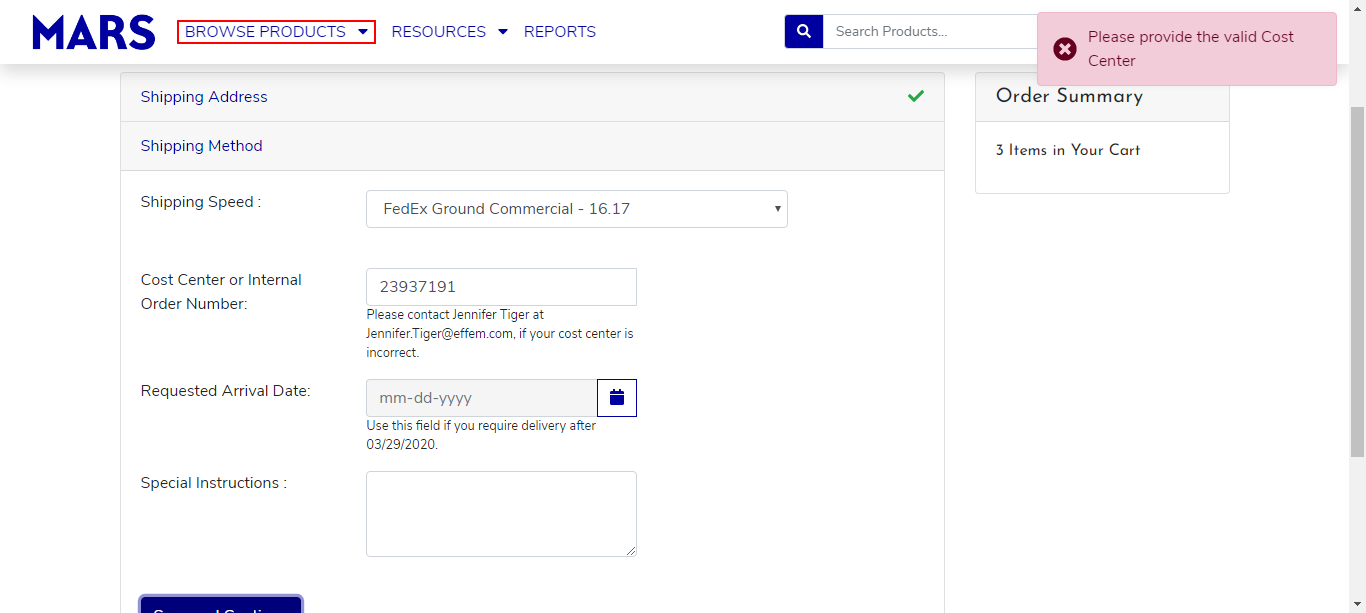 MARS
BROWSE PRODUCTS
RESOURCES
REPORTS
Search Products...
Please provide the valid Cost
Center
Shipping Address
Shipping Method
Shipping Speed :
FedEx Ground Commercial - 16.17
Cost Center or Internal
Order Number:
23937191
Please contact Jennifer Tiger at
Jennifer.Tiger@effem.com, if your cost center is
incorrect.
Requested Arrival Date:
mm-dd-yyyy
Use this field if you require delivery after
03/29/2020.
Special Instructions :
Order Summary
3 Items in Your Cart